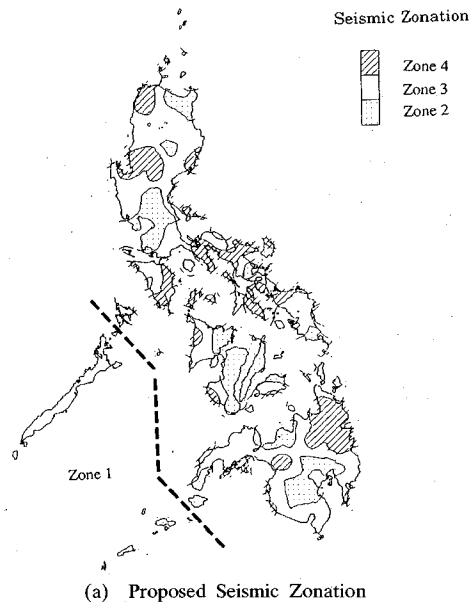 Seismic Zonation
Zone 4
Zone 3
Zone 2
Zone 1
(a) Proposed Seismic Zonation